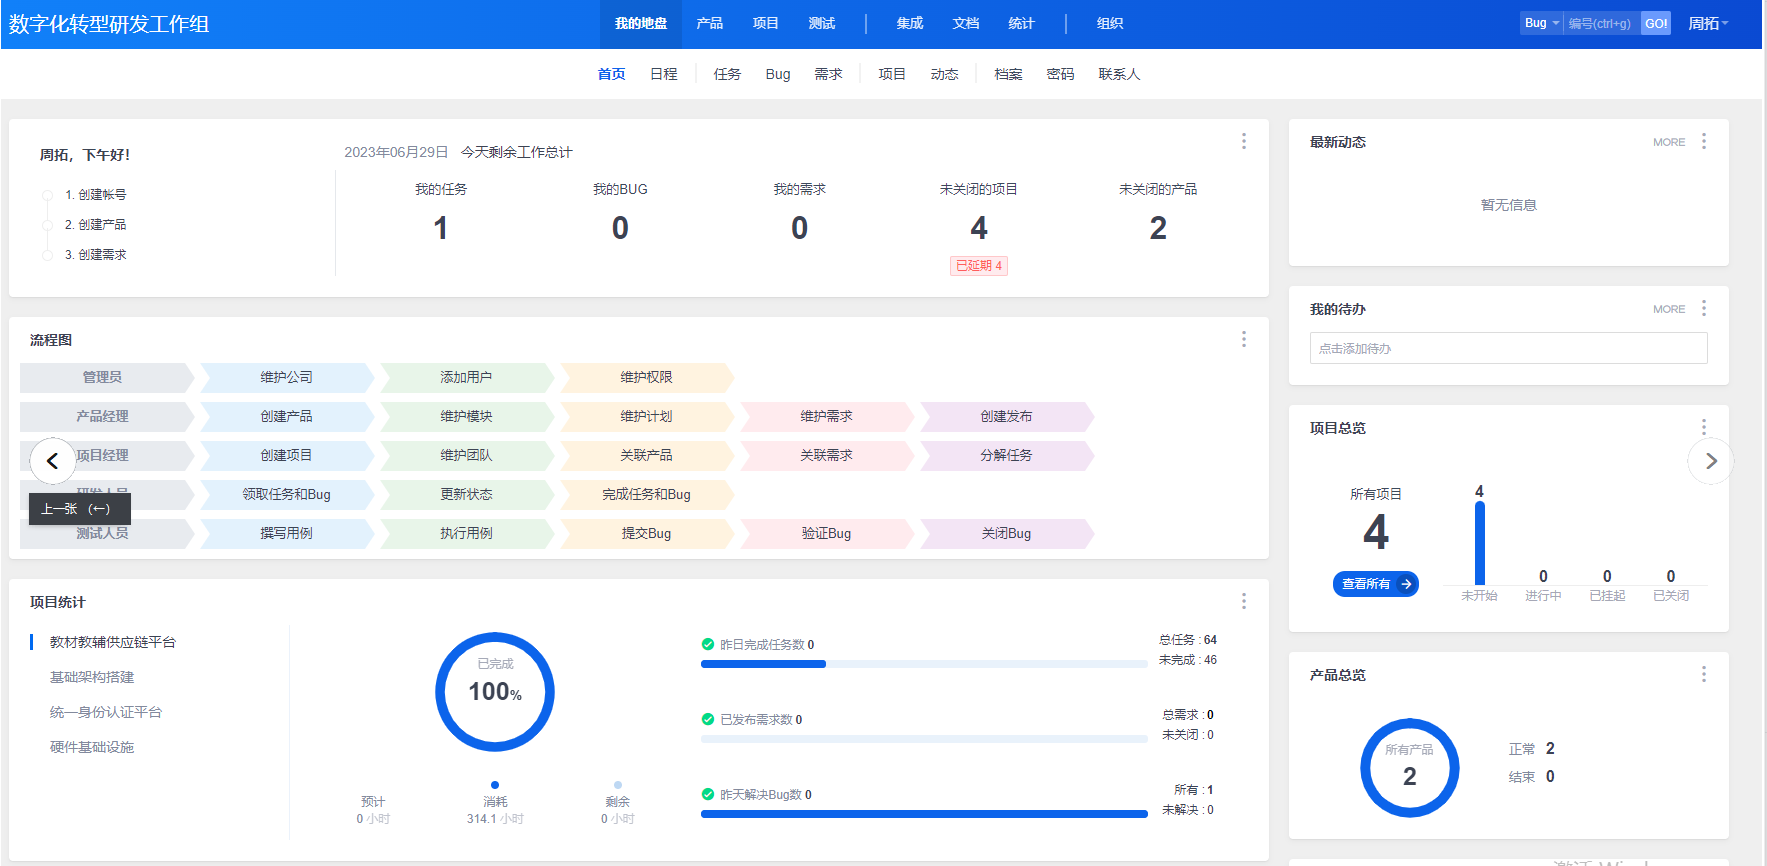 数字化转型研发工作组
我的地盘 产品 项目 测试 集成 文档 统计 组织
Bug 编号(ctrl+g) GO! 周拓
首页 日程 任务 Bug 需求 项目 动态 档案 密码 联系人
周拓，下午好！
1. 创建帐号
2. 创建产品
3. 创建需求
2023年06月29日 今天剩余工作总计
我的任务 我的BUG 我的需求 未关闭的项目 未关闭的产品
1 0 0 4 2
已延期 4
流程图
管理员 维护公司 添加用户 维护权限
产品经理 创建产品 维护模块 维护计划 维护需求 创建发布
项目经理 创建项目 维护团队 关联产品 关联需求 分解任务
研发人员 领取任务和Bug 更新状态 完成任务和Bug
上一张 （←）
测试人员 撰写用例 执行用例 提交Bug 验证Bug 关闭Bug
项目统计
教材教辅供应链平台
基础架构搭建
统一身份认证平台
硬件基础设施
已完成
100%
预计 消耗 剩余
0 小时 314.1 小时 0 小时
昨日完成任务数 0
总任务 : 64
未完成 : 46
已发布需求数 0
总需求 : 0
未关闭 : 0
昨天解决Bug数 0
所有 : 1
未解决 : 0
最新动态 MORE
暂无信息
我的待办 MORE
点击添加待办
项目总览
所有项目
4
查看所有
4 0 0 0
未开始 进行中 已挂起 已关闭
产品总览
所有产品
2
正常 2
结束 0